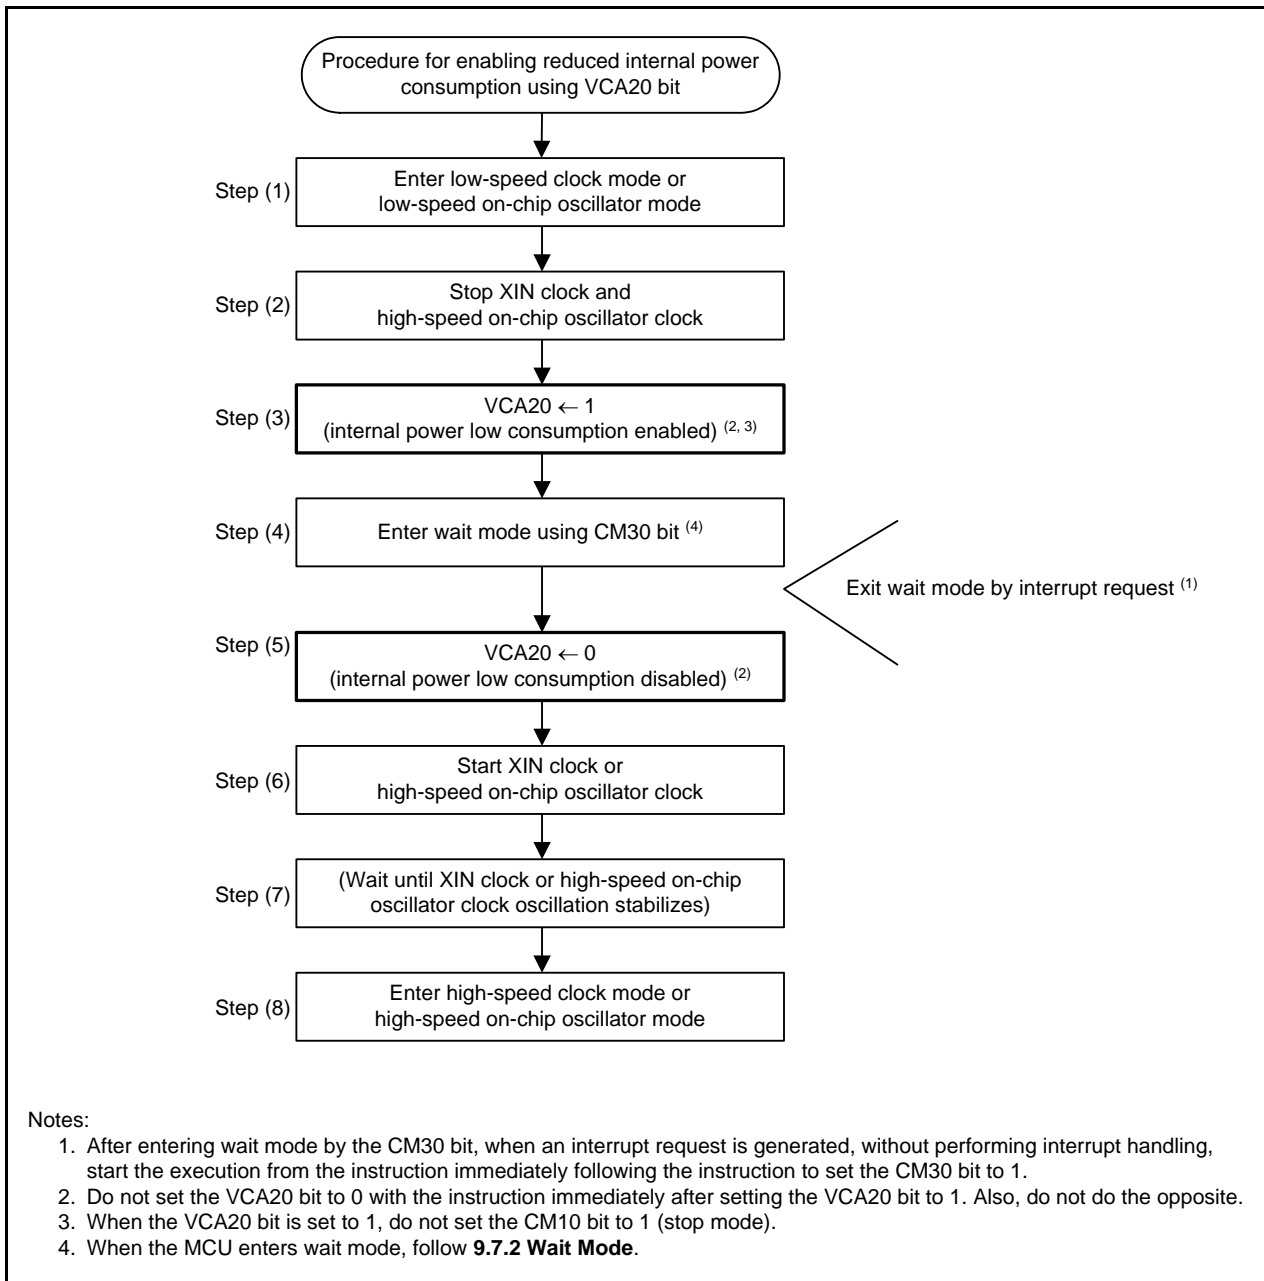 Procedure for enabling reduced internal power
consumption using VCA20 bit
Step (1)
Enter low-speed clock mode or
low-speed on-chip oscillator mode
Step (2)
Stop XIN clock and
high-speed on-chip oscillator clock
Step (3)
VCA20 ← 1
(internal power low consumption enabled) (2, 3)
Step (4)
Enter wait mode using CM30 bit (4)
Exit wait mode by interrupt request (1)
Step (5)
VCA20 ← 0
(internal power low consumption disabled) (2)
Step (6)
Start XIN clock or
high-speed on-chip oscillator clock
Step (7)
(Wait until XIN clock or high-speed on-chip
oscillator clock oscillation stabilizes)
Step (8)
Enter high-speed clock mode or
high-speed on-chip oscillator mode
Notes:
1. After entering wait mode by the CM30 bit, when an interrupt request is generated, without performing interrupt handling,
start the execution from the instruction immediately following the instruction to set the CM30 bit to 1.
2. Do not set the VCA20 bit to 0 with the instruction immediately after setting the VCA20 bit to 1. Also, do not do the opposite.
3. When the VCA20 bit is set to 1, do not set the CM10 bit to 1 (stop mode).
4. When the MCU enters wait mode, follow 9.7.2 Wait Mode.